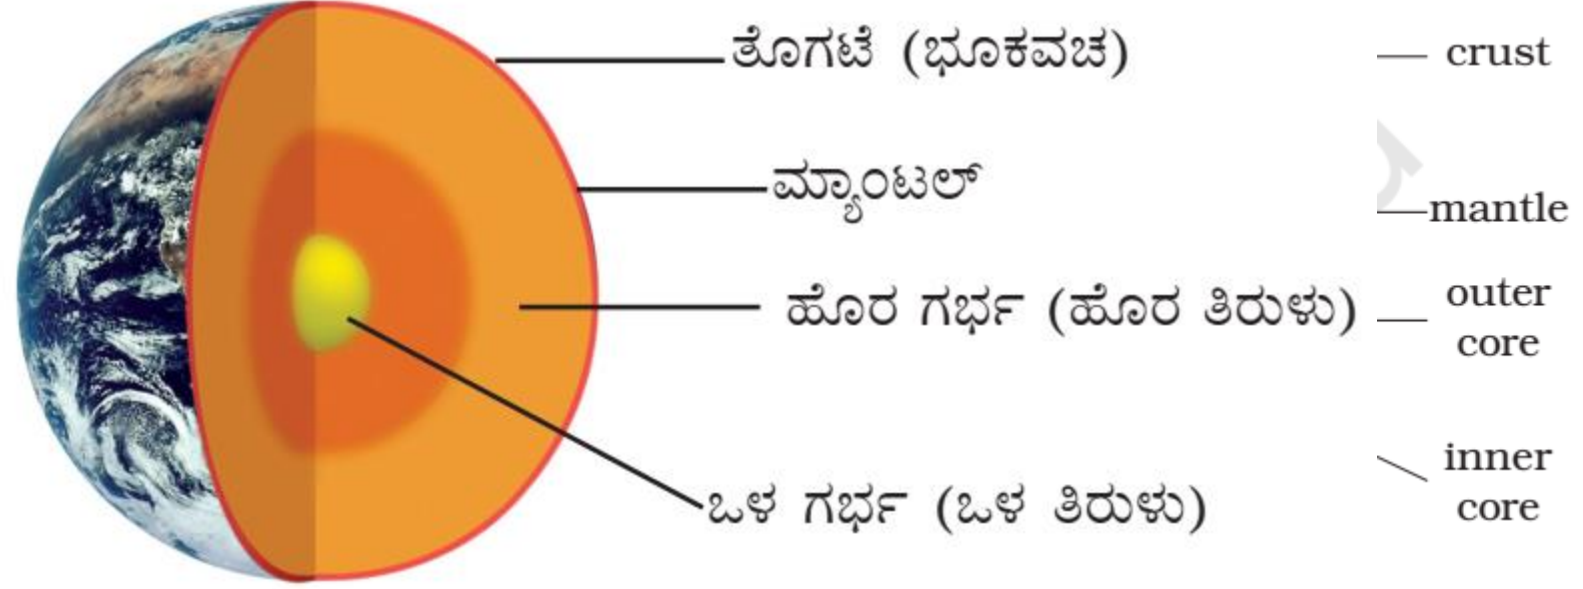 ತೊಗಟೆ (ಭೂಕವಚ)
crust
ಮ್ಯಾಂಟಲ್
mantle
ಹೊರ ಗರ್ಭ (ಹೊರ ತಿರುಳು)
outer
core
ಒಳ ಗರ್ಭ (ಒಳ ತಿರುಳು)
inner
core